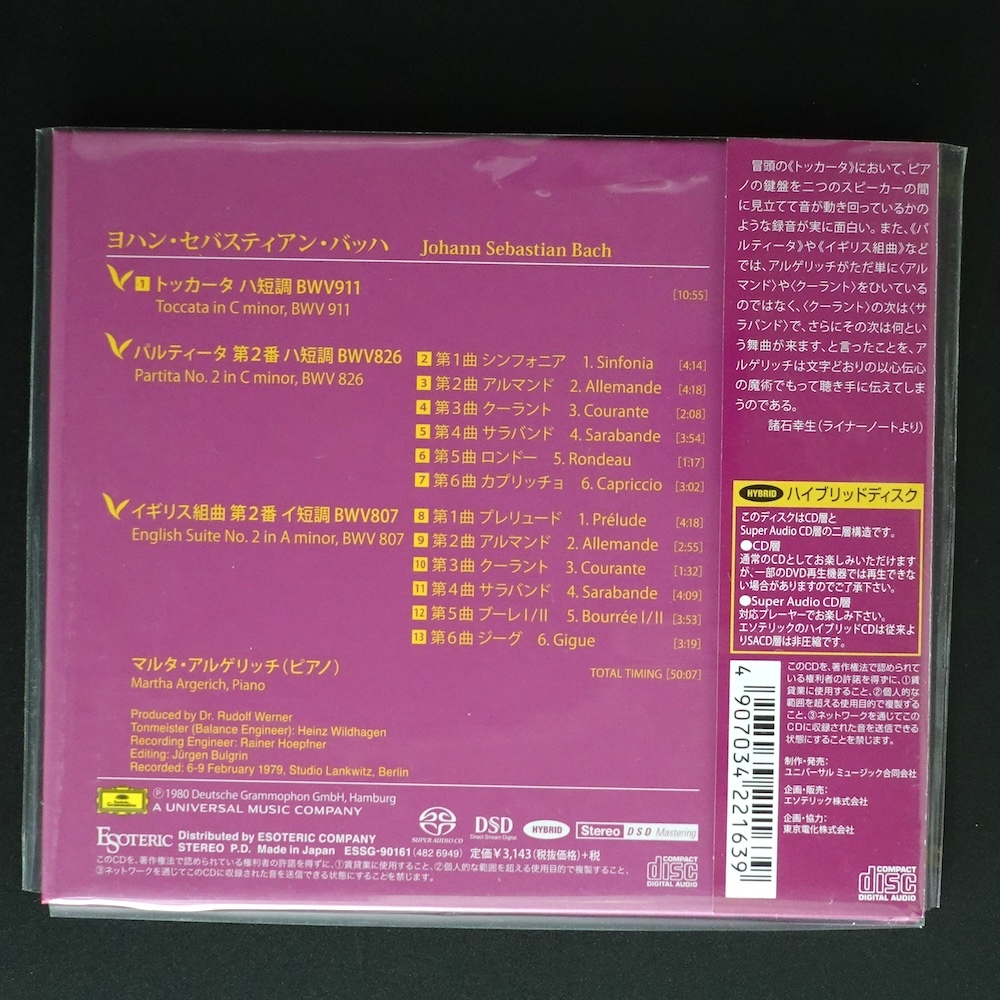 ヨハン・セバスティアン・バッハ Johann Sebastian Bach
1 トッカータ ハ短調 BWV911 [10:55]
Toccata in C minor, BWV 911
パルティータ 第2番 ハ短調 BWV826
Partita No. 2 in C minor, BWV 826
2 第1曲 シンフォニア 1. Sinfonia [4:14]
3 第2曲 アルマンド 2. Allemande [4:18]
4 第3曲 クーラント 3. Courante [2:08]
5 第4曲 サラバンド 4. Sarabande [3:54]
6 第5曲 ロンドー 5. Rondeau [1:17]
7 第6曲 カプリッチョ 6. Capriccio [3:02]
イギリス組曲 第2番 イ短調 BWV807
English Suite No. 2 in A minor, BWV 807
8 第1曲 プレリュード 1. Prélude [4:18]
9 第2曲 アルマンド 2. Allemande [2:55]
10 第3曲 クーラント 3. Courante [1:32]
11 第4曲 サラバンド 4. Sarabande [4:09]
12 第5曲 ブーレI/II 5. Bourrée I/II [3:53]
13 第6曲 ジーグ 6. Gigue [3:19]
マルタ・アルゲリッチ(ピアノ)
Martha Argerich, Piano
TOTAL TIMING [50:07]
Produced by Dr. Rudolf Werner
Tonmeister (Balance Engineer): Heinz Wildhagen
Recording Engineer: Rainer Hoepfner
Editing: Jürgen Bulgrin
Recorded: 6-9 February 1979, Studio Lankwitz, Berlin
Ⓟ1980 Deutsche Grammophon GmbH, Hamburg
A UNIVERSAL MUSIC COMPANY
SUPER AUDIO CD
DSD
Direct Stream Digital
HYBRID
Stereo DSD Mastering
ESOTERIC Distributed by ESOTERIC COMPANY
STEREO P.D. Made in Japan ESSG-90161 (482 6949) 定価¥3,143(税抜価格)+税
このCDを、著作権法で認められている権利者の許諾を得ずに、①賃貸業に使用すること、②個人的な範囲を超える使用目的で複製すること、
③ネットワークを通じてこのCDに収録された音を送信できる状態にすることを禁じます。
COMPACT
disc
DIGITAL AUDIO
冒頭の《トッカータ》において、ピア
ノの鍵盤を二つのスピーカーの間
に見立てて音が動き回っているかの
ような録音が実に面白い。また、《パ
ルティータ》や《イギリス組曲》など
では、アルゲリッチがただ単に〈アル
マンド〉や〈クーラント〉をひいている
のではなく、〈クーラント〉の次は〈サ
ラバンド〉で、さらにその次は何とい
う舞曲が来ます、と言ったことを、ア
ルゲリッチは文字どおりの以心伝心
の魔術でもって聴き手に伝えてしま
うのである。
諸石幸生(ライナーノートより)
HYBRID ハイブリッドディスク
このディスクはCD層と
Super Audio CD層の二層構造です。
●CD層
通常のCDとしてお楽しみいただけます
が、一部のDVD再生機器では再生できな
い場合がありますのでご了承下さい。
●Super Audio CD層
対応プレーヤーでお楽しみ下さい。
エソテリックのハイブリッドCDは従来よ
りSACD層は非圧縮です。
4 907034 221639
このCDを、著作権法で認められて
いる権利者の許諾を得ずに、①賃
貸業に使用すること、②個人的な
範囲を超える使用目的で複製する
こと、③ネットワークを通じてこの
CDに収録された音を送信できる
状態にすることを禁じます。
制作・発売:
ユニバーサル ミュージック合同会社
企画・販売:
エソテリック株式会社
企画・協力:
東京電化株式会社
COMPACT
disc
DIGITAL AUDIO